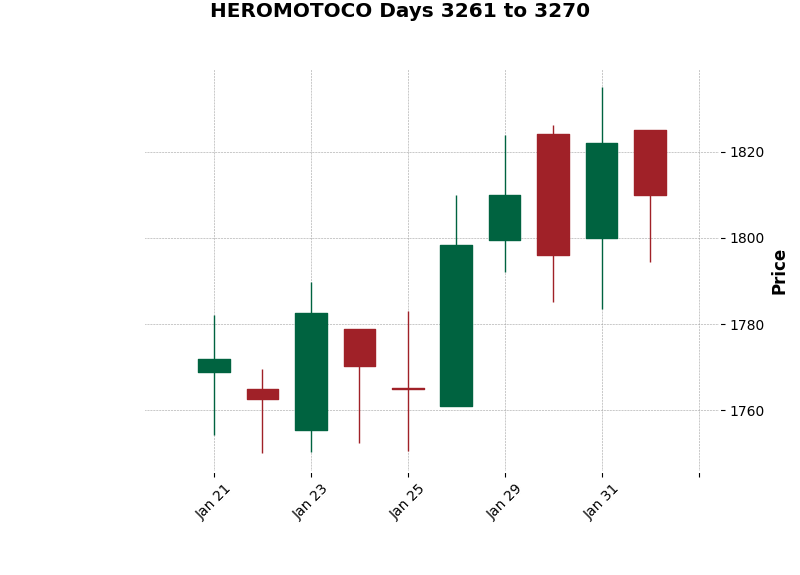 HEROMOTOCO Days 3261 to 3270
1820
1800
1780
1760
Price
Jan 21
Jan 23
Jan 25
Jan 29
Jan 31